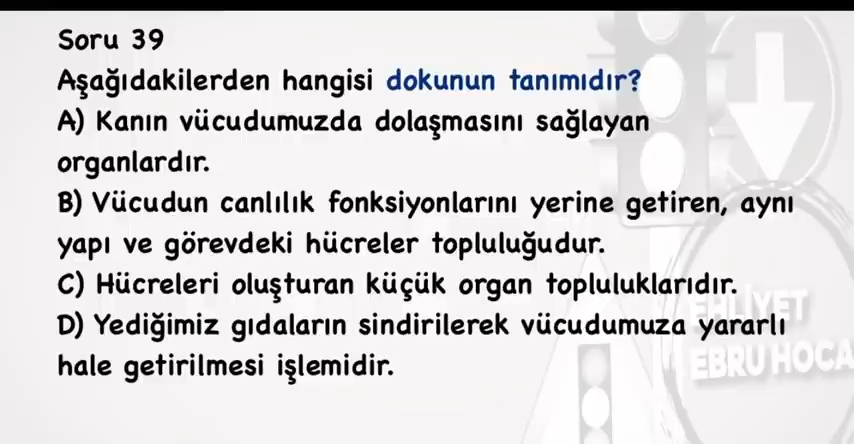 Soru 39
Aşağıdakilerden hangisi dokunun tanımıdır?
A) Kanın vücudumuzda dolaşmasını sağlayan
organlardır.
B) Vücudun canlılık fonksiyonlarını yerine getiren, aynı
yapı ve görevdeki hücreler topluluğudur.
C) Hücreleri oluşturan küçük organ topluluklarıdır.
D) Yediğimiz gıdaların sindirilerek vücudumuza yararlı
hale getirilmesi işlemidir.
EHLİYET
EBRU HOCA